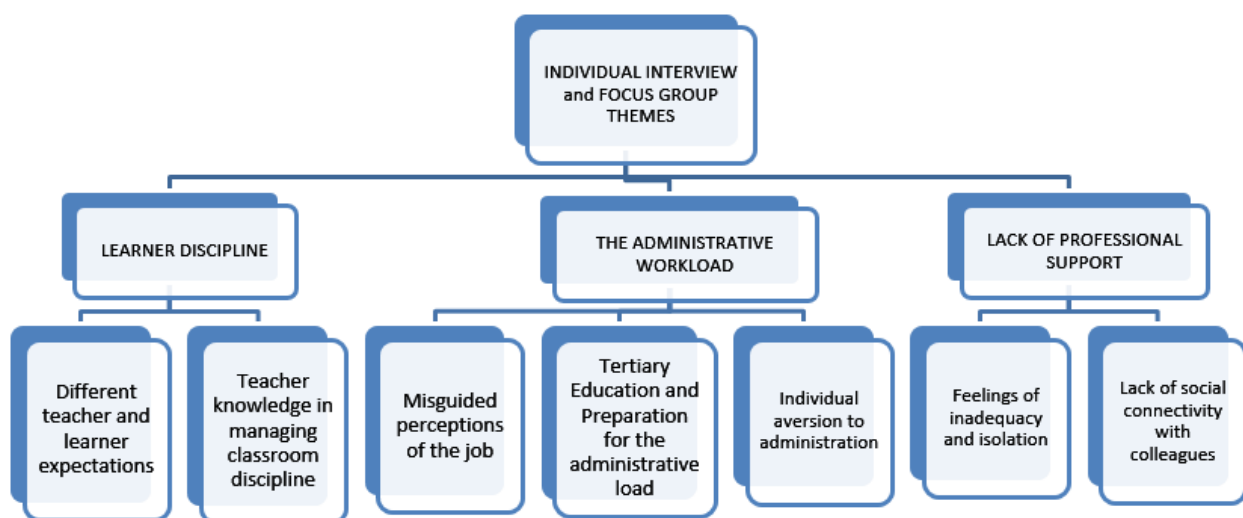 INDIVIDUAL INTERVIEW
and FOCUS GROUP
THEMES
LEARNER DISCIPLINE
THE ADMINISTRATIVE
WORKLOAD
LACK OF PROFESSIONAL
SUPPORT
Different
teacher and
learner
expectations
Teacher
knowledge in
managing
classroom
discipline
Misguided
perceptions
of the job
Tertiary
Education and
Preparation
for the
administrative
load
Individual
aversion to
administration
Feelings of
inadequacy
and isolation
Lack of social
connectivity
with
colleagues